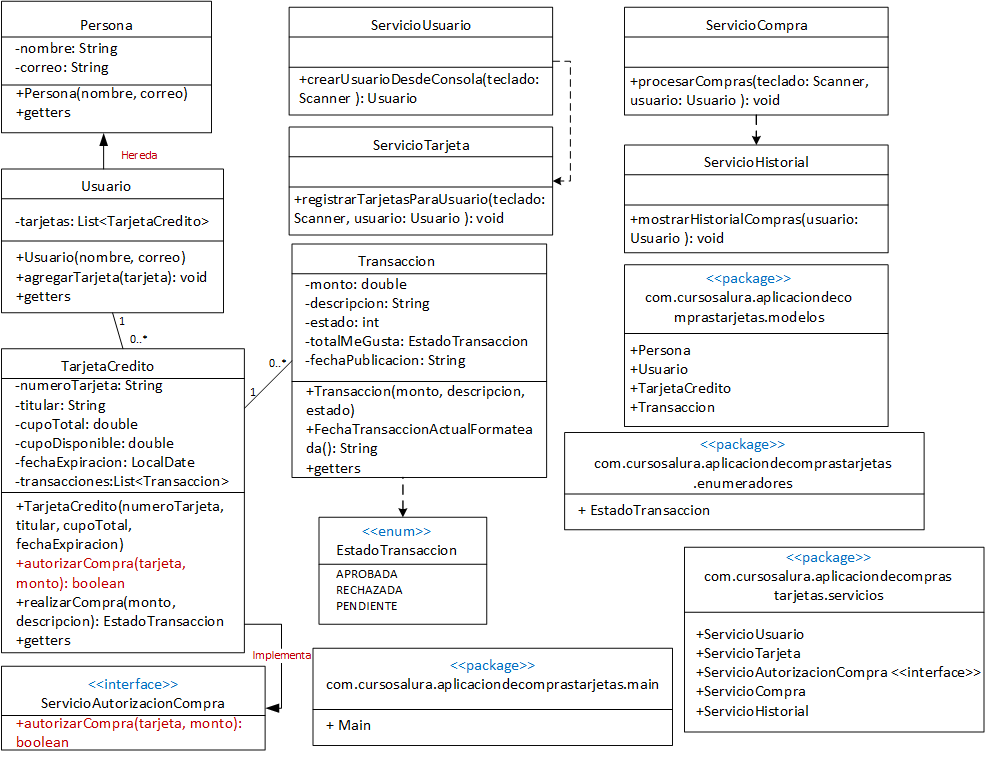 Persona
-nombre: String
-correo: String
+Persona(nombre, correo)
+getters
Hereda
Usuario
-tarjetas: List<TarjetaCredito>
+Usuario(nombre, correo)
+agregarTarjeta(tarjeta): void
+getters
1
0..*
TarjetaCredito
-numeroTarjeta: String
-titular: String
-cupoTotal: double
-cupoDisponible: double
-fechaExpiracion: LocalDate
-transacciones:List<Transaccion>
+TarjetaCredito(numeroTarjeta,
titular, cupoTotal,
fechaExpiracion)
+autorizarCompra(tarjeta,
monto): boolean
+realizarCompra(monto,
descripcion): EstadoTransaccion
+getters
Implementa
<<interface>>
ServicioAutorizacionCompra
+autorizarCompra(tarjeta, monto):
boolean
ServicioUsuario
+crearUsuarioDesdeConsola(teclado:
Scanner ): Usuario
ServicioTarjeta
+registrarTarjetasParaUsuario(teclado:
Scanner, usuario: Usuario ): void
1
0..*
Transaccion
-monto: double
-descripcion: String
-estado: int
-totalMeGusta: EstadoTransaccion
-fechaPublicacion: String
+Transaccion(monto, descripcion,
estado)
+FechaTransaccionActualFormatea
da(): String
+getters
<<enum>>
EstadoTransaccion
APROBADA
RECHAZADA
PENDIENTE
<<package>>
com.cursosalura.aplicaciondecomprastarjetas.main
+ Main
ServicioCompra
+procesarCompras(teclado: Scanner,
usuario: Usuario ): void
ServicioHistorial
+mostrarHistorialCompras(usuario:
Usuario ): void
<<package>>
com.cursosalura.aplicaciondeco
mprastarjetas.modelos
+Persona
+Usuario
+TarjetaCredito
+Transaccion
<<package>>
com.cursosalura.aplicaciondecomprastarjetas
.enumeradores
+ EstadoTransaccion
<<package>>
com.cursosalura.aplicaciondecompras
tarjetas.servicios
+ServicioUsuario
+ServicioTarjeta
+ServicioAutorizacionCompra <<interface>>
+ServicioCompra
+ServicioHistorial